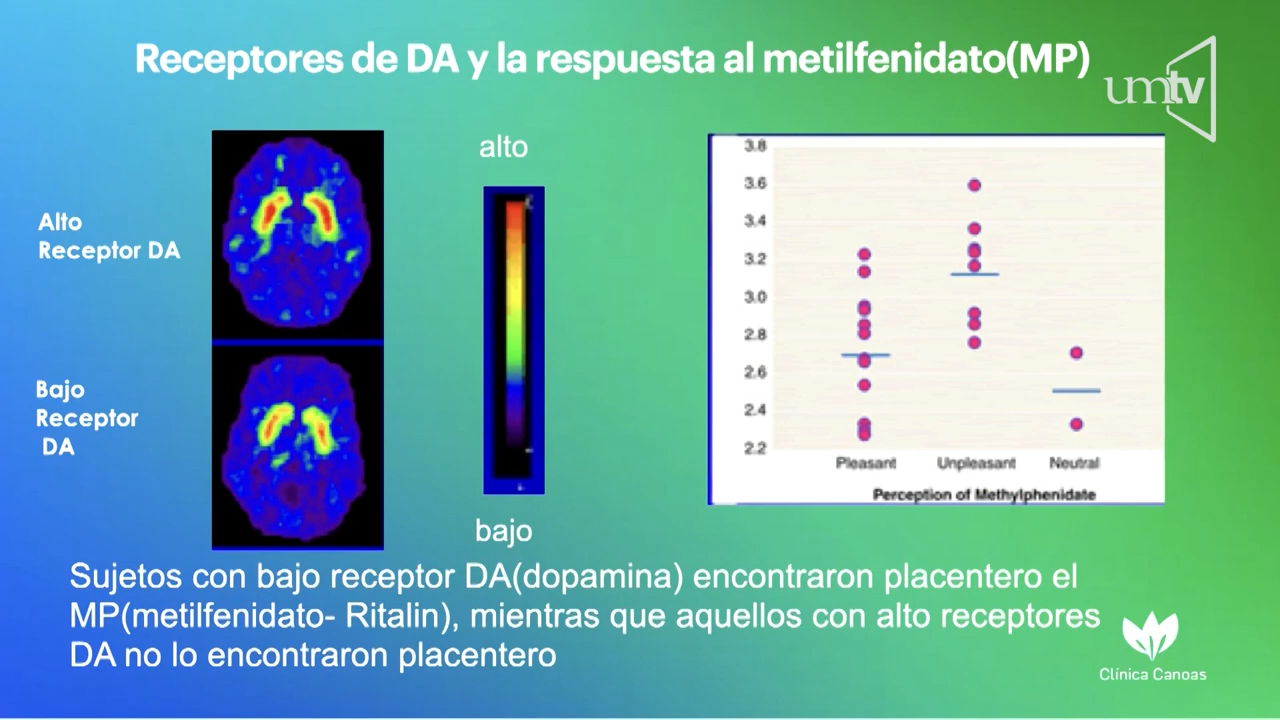 Receptores de DA y la respuesta al metilfenidato(MP)
umtv
Alto
Receptor DA
Bajo
Receptor
DA
alto
bajo
3.8
3.6
3.4
3.2
3.0
2.8
2.6
2.4
2.2
Pleasant Unpleasant Neutral
Perception of Methylphenidate
Sujetos con bajo receptor DA(dopamina) encontraron placentero el
MP(metilfenidato- Ritalin), mientras que aquellos con alto receptores
DA no lo encontraron placentero
Clínica Canoas